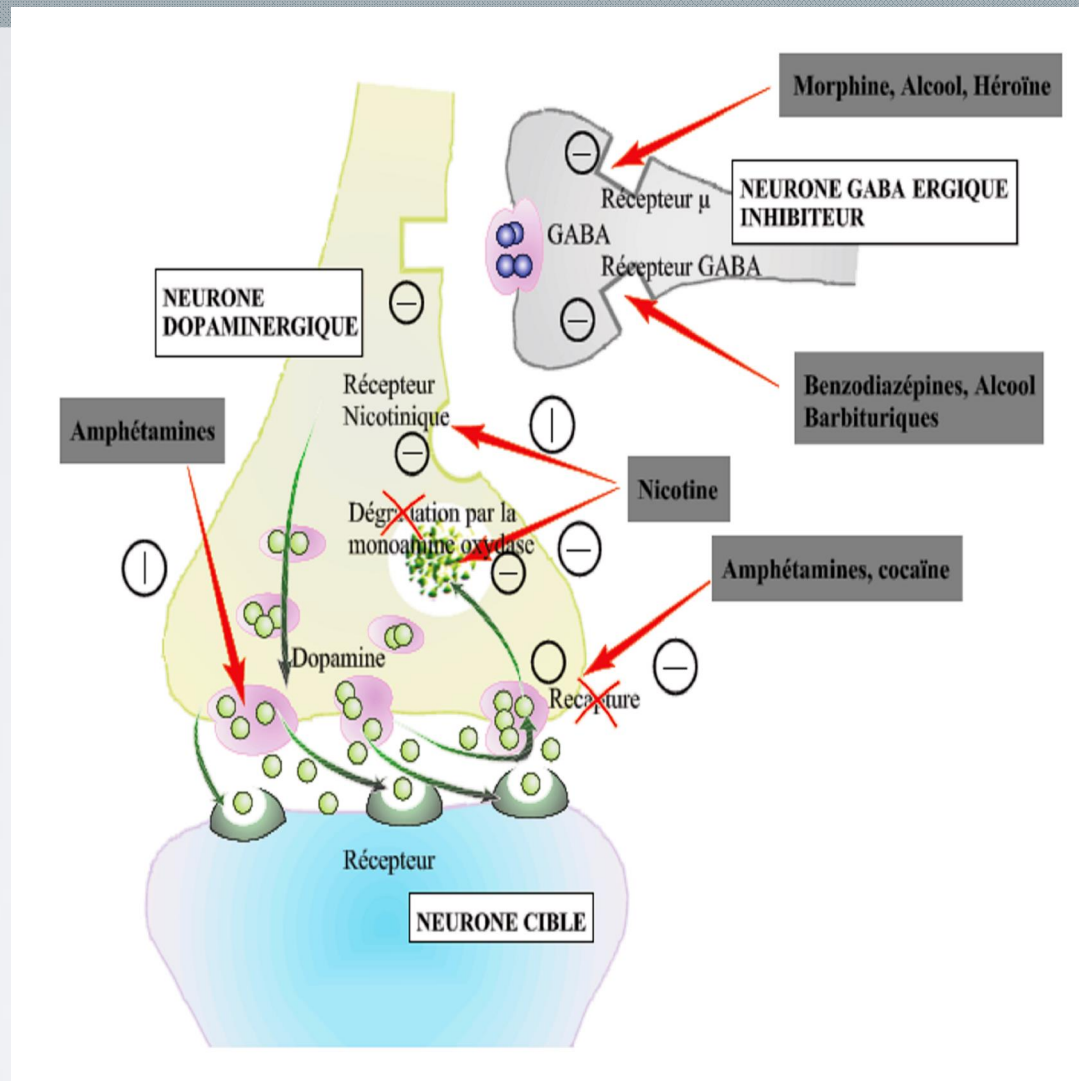 Morphine, Alcool, Héroïne
NEURONE GABA ERGIQUE
INHIBITEUR
Récepteur µ
GABA
Récepteur GABA
NEURONE
DOPAMINERGIQUE
Récepteur
Nicotinique
Benzodiazépines, Alcool
Barbituriques
Amphétamines
Nicotine
Dégradation par la
monoamine oxydase
Amphétamines, cocaïne
Dopamine
Recapture
Récepteur
NEURONE CIBLE